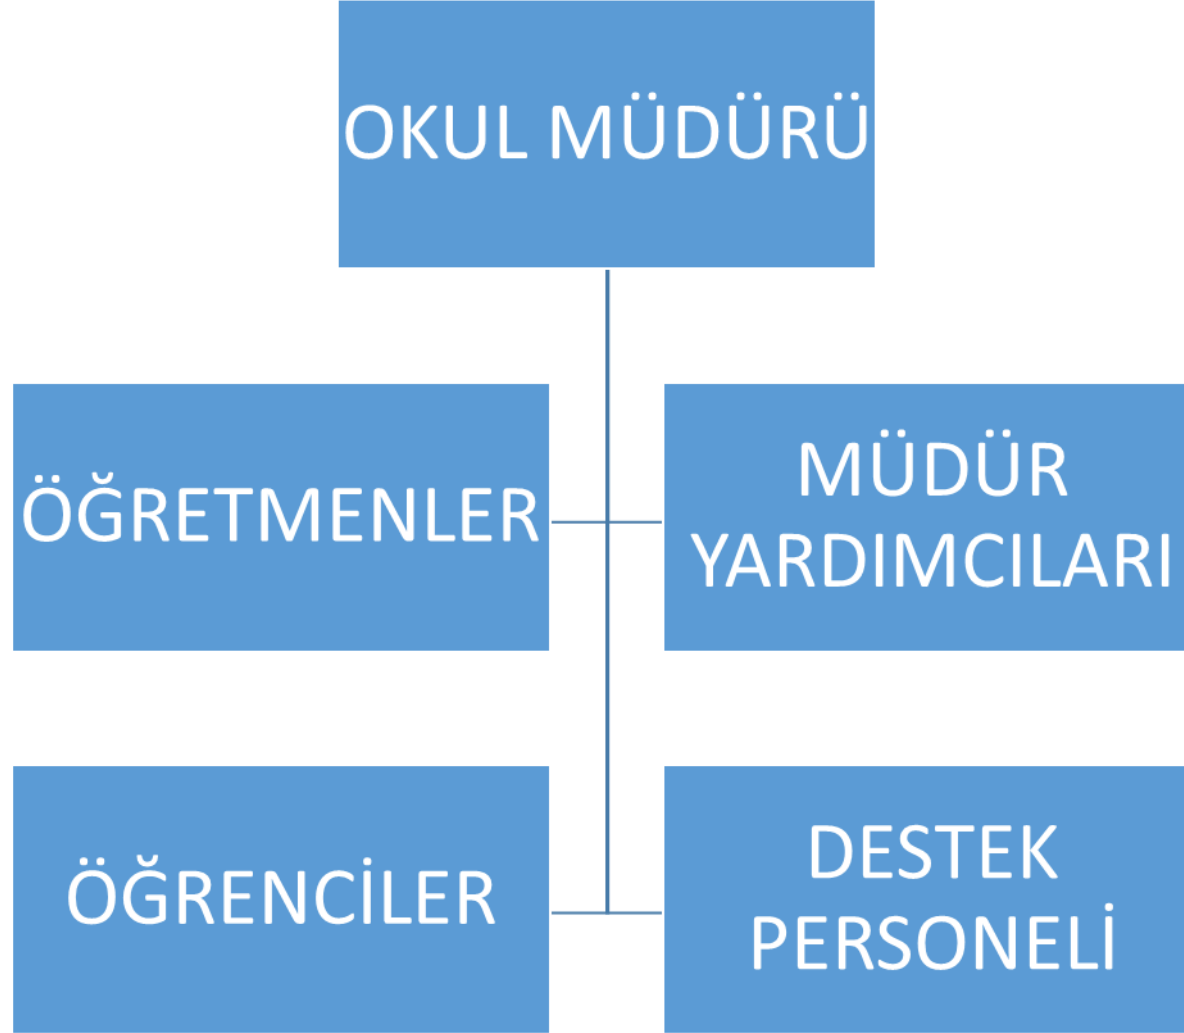 OKUL MÜDÜRÜ
ÖĞRETMENLER
MÜDÜR
YARDIMCILARI
ÖĞRENCİLER
DESTEK
PERSONELİ